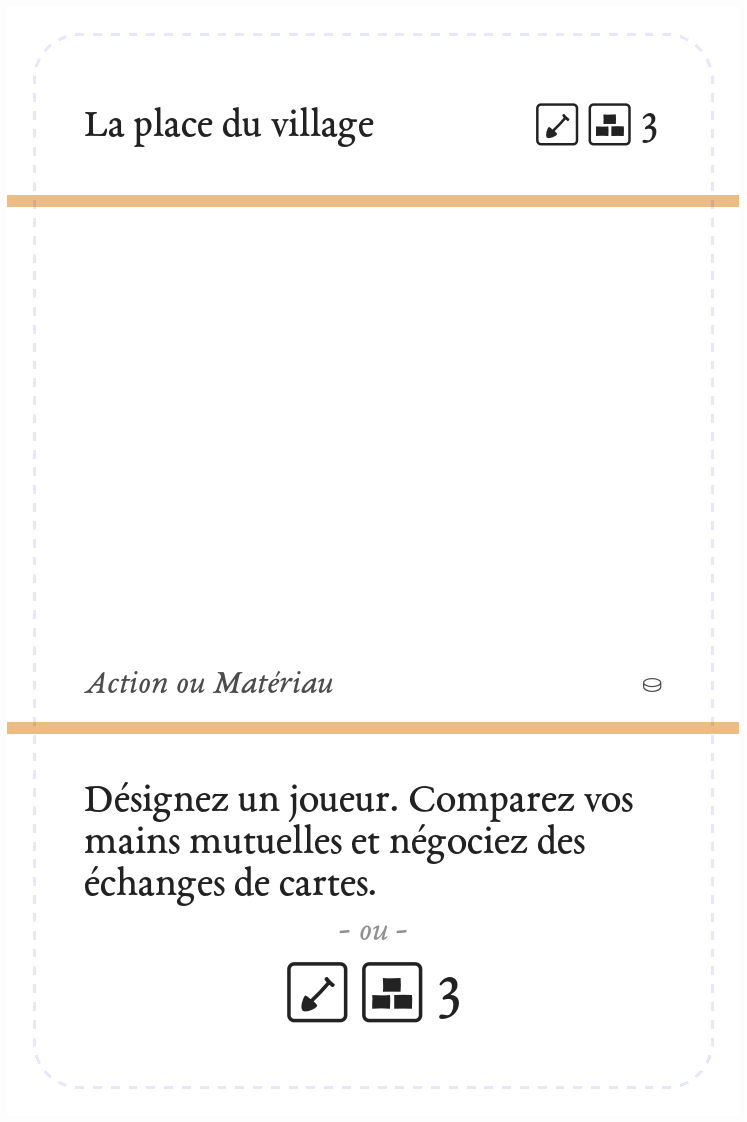 La place du village 3
Action ou Matériau
Désignez un joueur. Comparez vos
mains mutuelles et négociez des
échanges de cartes.
- ou -
3